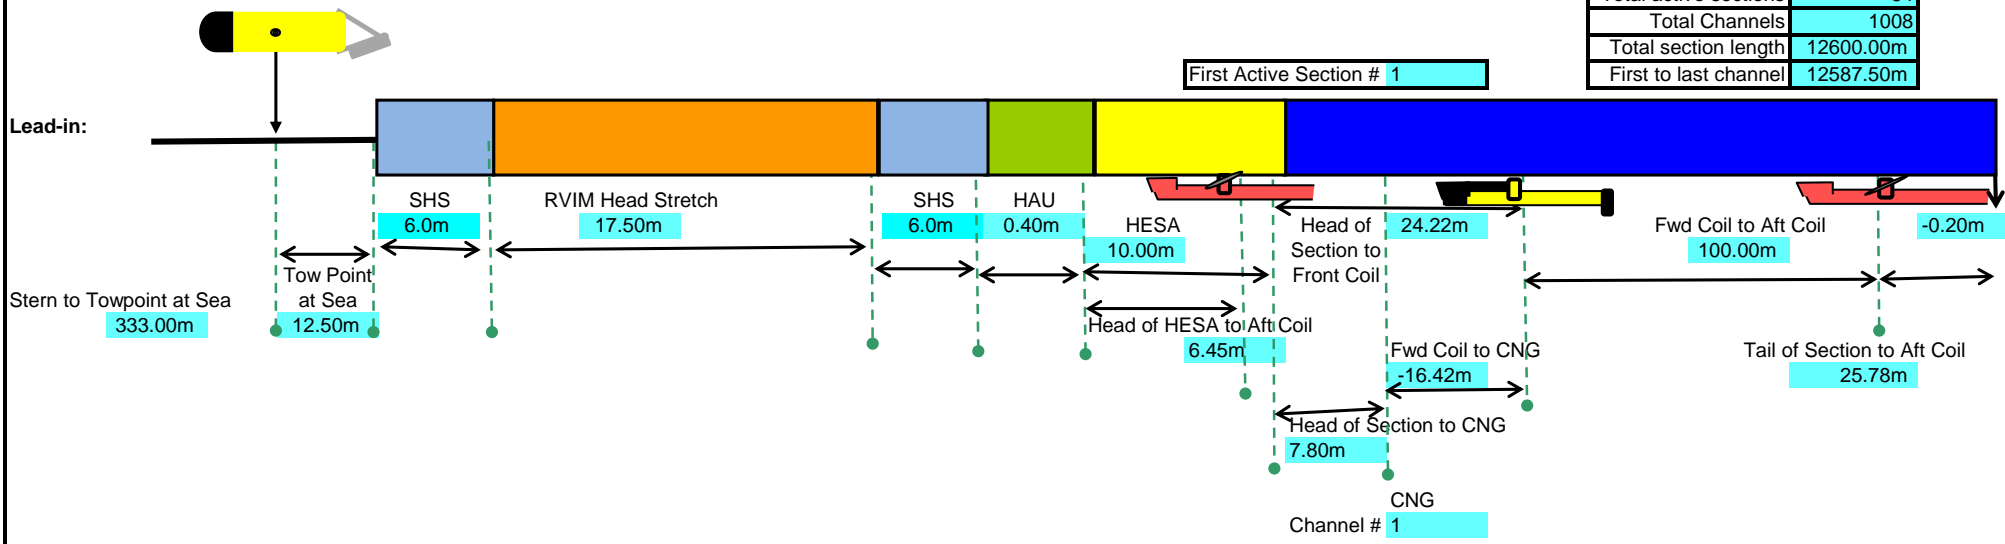 Total Channels 1008
Total section length 12600.00m
First Active Section # 1
First to last channel 12587.50m
Lead-in:
SHS
6.0m
RVIM Head Stretch
17.50m
SHS
6.0m
HAU
0.40m
HESA
10.00m
Head of
Section to
Front Coil
24.22m
Fwd Coil to Aft Coil
100.00m
-0.20m
Stern to Towpoint at Sea
333.00m
Tow Point
at Sea
12.50m
Head of HESA to Aft Coil
6.45m
Fwd Coil to CNG
-16.42m
Tail of Section to Aft Coil
25.78m
Head of Section to CNG
7.80m
CNG
Channel # 1